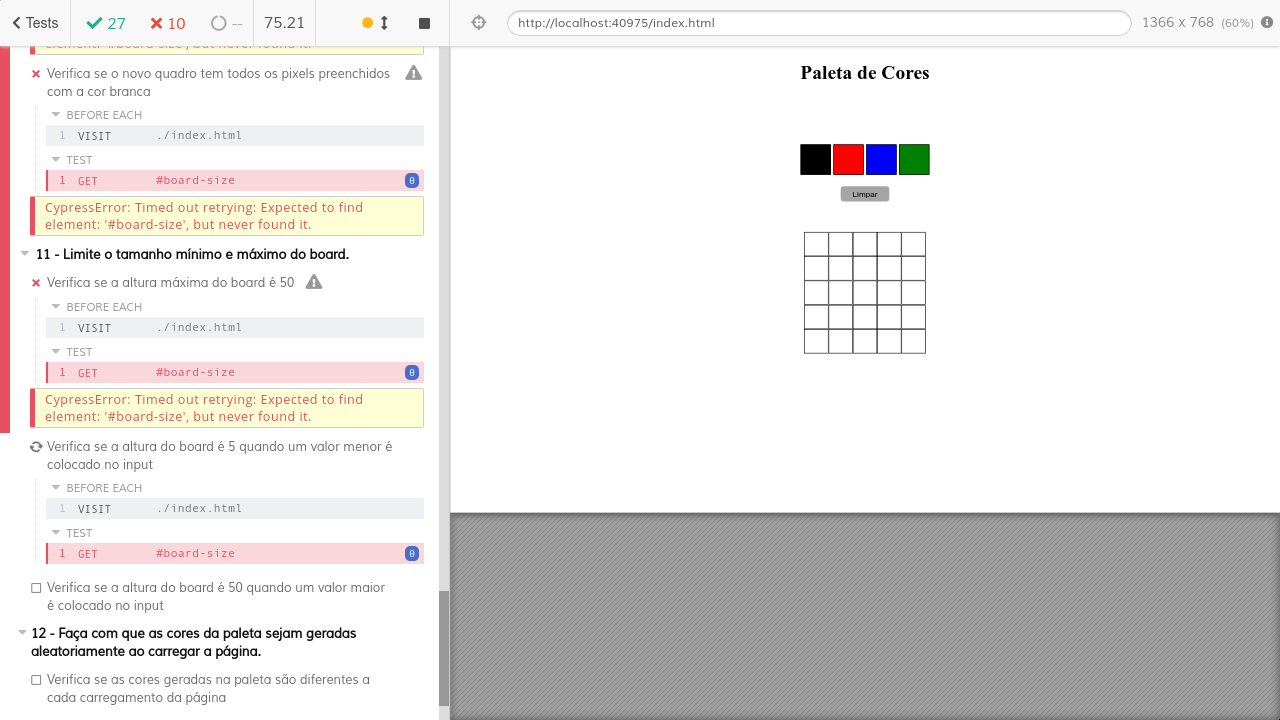 Tests
27
10
--
75.21
http://localhost:40975/index.html
1366 x 768 (60%)
element: '#board-size', but never found it.
Verifica se o novo quadro tem todos os pixels preenchidos
com a cor branca
BEFORE EACH
1 VISIT ./index.html
TEST
1 GET #board-size 0
CypressError: Timed out retrying: Expected to find
element: '#board-size', but never found it.
11 - Limite o tamanho mínimo e máximo do board.
Verifica se a altura máxima do board é 50
BEFORE EACH
1 VISIT ./index.html
TEST
1 GET #board-size 0
CypressError: Timed out retrying: Expected to find
element: '#board-size', but never found it.
Verifica se a altura do board é 5 quando um valor menor é
colocado no input
BEFORE EACH
1 VISIT ./index.html
TEST
1 GET #board-size 0
Verifica se a altura do board é 50 quando um valor maior
é colocado no input
12 - Faça com que as cores da paleta sejam geradas
aleatoriamente ao carregar a página.
Verifica se as cores geradas na paleta são diferentes a
cada carregamento da página
Paleta de Cores
Limpar